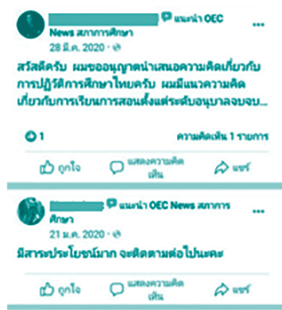 แนะนำ OEC
News สภาการศึกษา
28 มี.ค. 2020
สวัสดีครับ ผมขออนุญาตนำเสนอความคิดเกี่ยวกับ
การปฏิวัติการศึกษาไทยครับ ผมมีแนวความคิด
เกี่ยวกับการเรียนการสอนตั้งแต่ระดับอนุบาลจบจบ...
1 ความคิดเห็น 1 รายการ
ถูกใจ แสดงความคิดเห็น แชร์
แนะนำ OEC News สภาการ
ศึกษา
21 ม.ค. 2020
มีสาระประโยชน์มาก จะติดตามต่อไปนะคะ
ถูกใจ แสดงความคิดเห็น แชร์